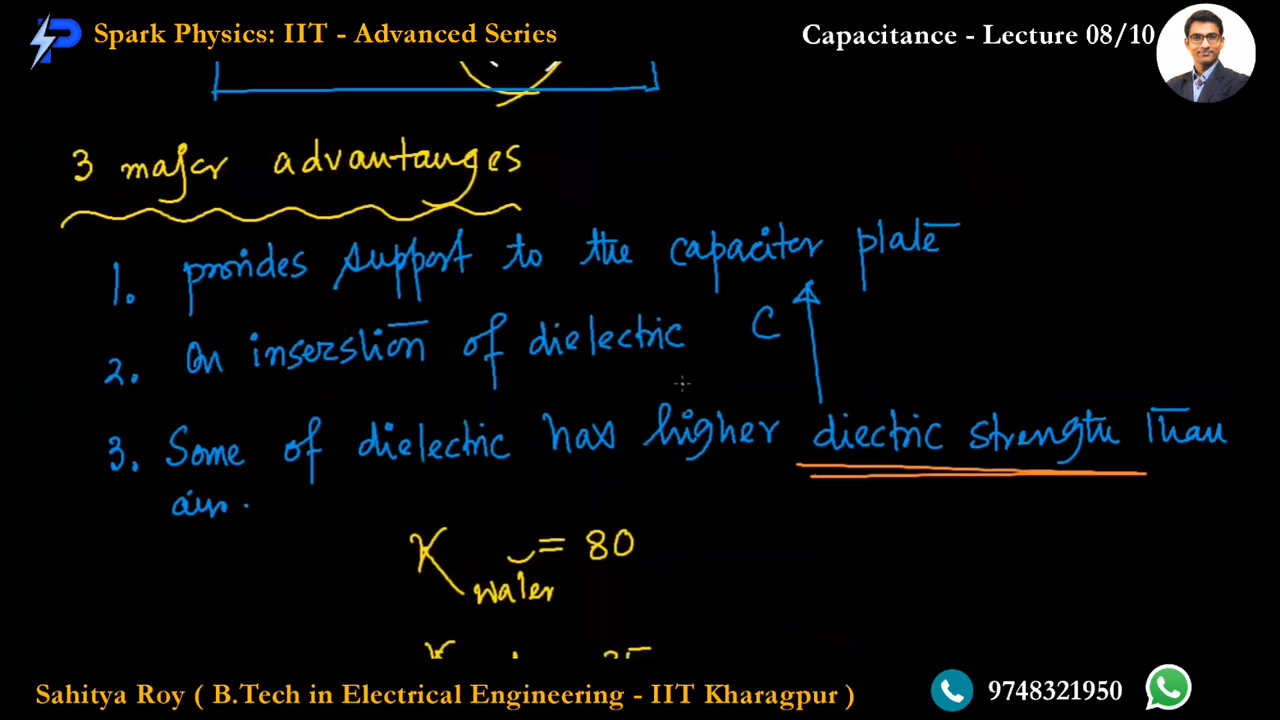 Spark Physics: IIT - Advanced Series
Capacitance - Lecture 08/10
3 major advantanges
1. provides support to the capacitor plate
2. On inserstion of dielectric C
3. Some of dielectric has higher diectric strength than
air.
K water = 80
Sahitya Roy ( B.Tech in Electrical Engineering - IIT Kharagpur )
9748321950